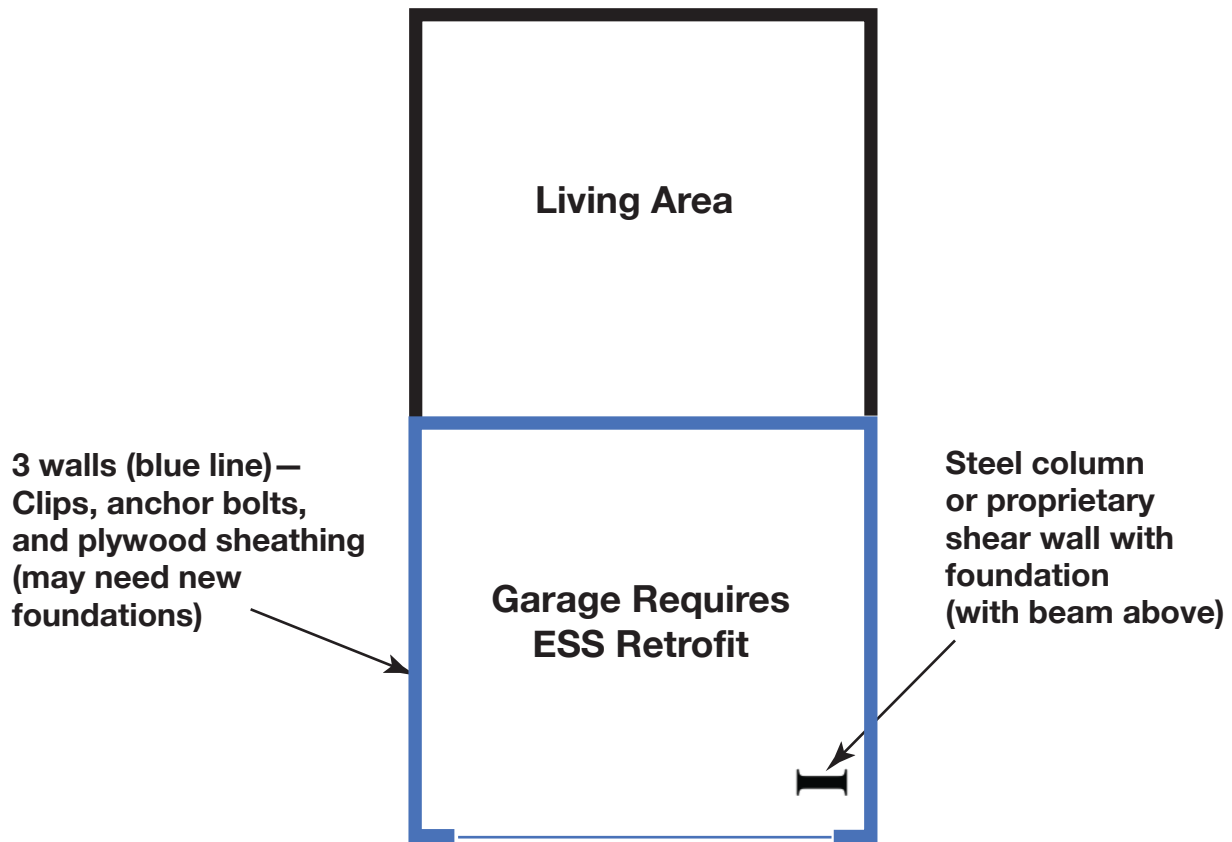 Living Area
3 walls (blue line)—
Clips, anchor bolts,
and plywood sheathing
(may need new
foundations)
Garage Requires
ESS Retrofit
Steel column
or proprietary
shear wall with
foundation
(with beam above)